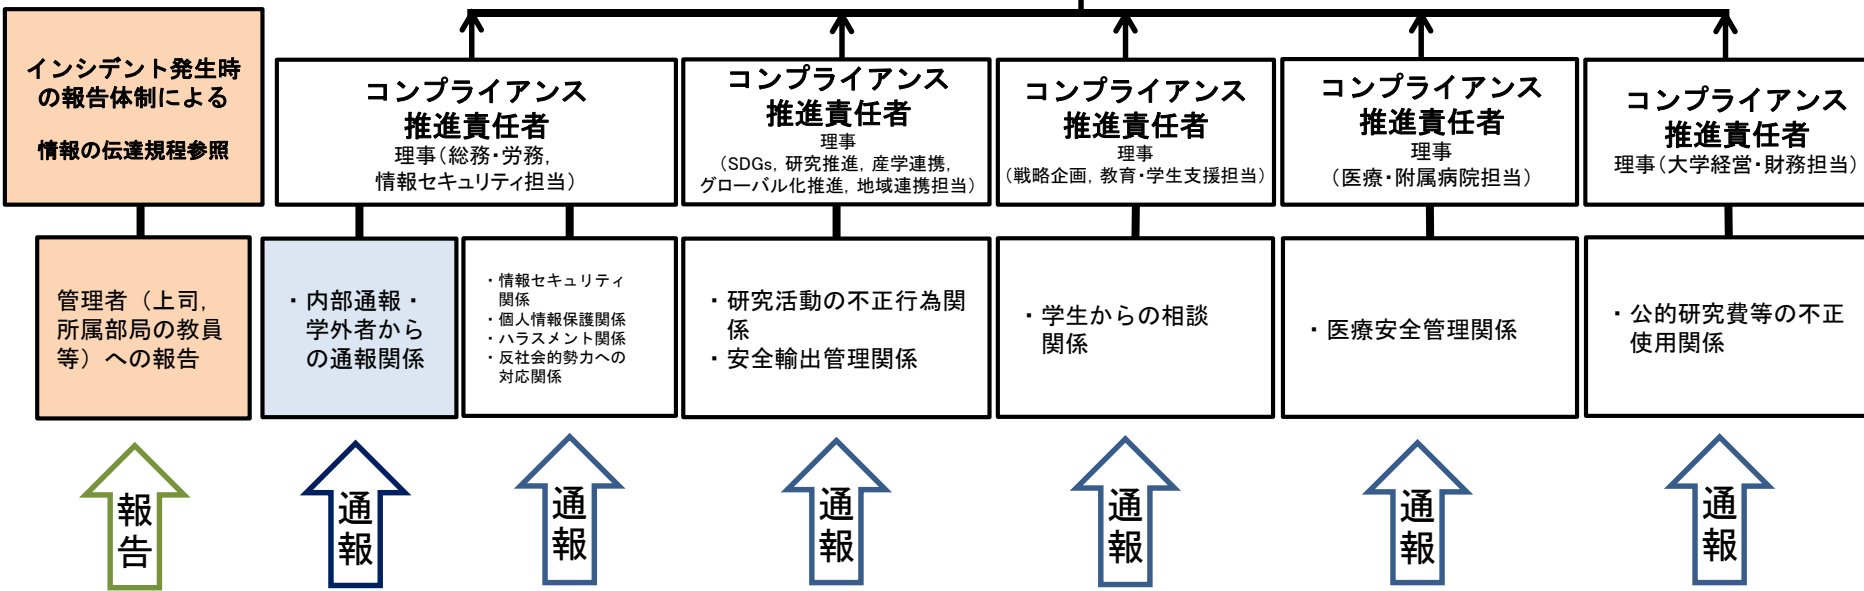 インシデント発生時
の報告体制による
情報の伝達規程参照
コンプライアンス
推進責任者
理事(総務・労務,
情報セキュリティ担当)
コンプライアンス
推進責任者
理事
(SDGs, 研究推進, 産学連携,
グローバル化推進, 地域連携担当)
コンプライアンス
推進責任者
理事
(戦略企画, 教育・学生支援担当)
コンプライアンス
推進責任者
理事
(医療・附属病院担当)
コンプライアンス
推進責任者
理事(大学経営・財務担当)
管理者(上司,
所属部局の教員
等)への報告
・内部通報・
学外者から
の通報関係
・情報セキュリティ
関係
・個人情報保護関係
・ハラスメント関係
・反社会的勢力への
対応関係
・研究活動の不正行為関
係
・安全輸出管理関係
・学生からの相談
関係
・医療安全管理関係
・公的研究費等の不正
使用関係
報告
通報
通報
通報
通報
通報
通報